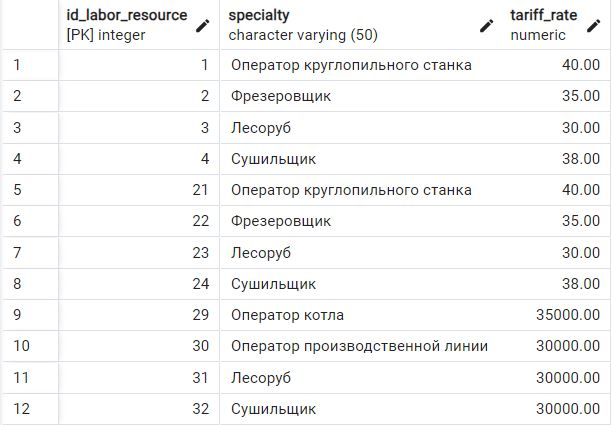 id_labor_resource specialty tariff_rate
[PK] integer character varying (50) numeric
1 1 Оператор круглопильного станка 40.00
2 2 Фрезеровщик 35.00
3 3 Лесоруб 30.00
4 4 Сушильщик 38.00
5 21 Оператор круглопильного станка 40.00
6 22 Фрезеровщик 35.00
7 23 Лесоруб 30.00
8 24 Сушильщик 38.00
9 29 Оператор котла 35000.00
10 30 Оператор производственной линии 30000.00
11 31 Лесоруб 30000.00
12 32 Сушильщик 30000.00